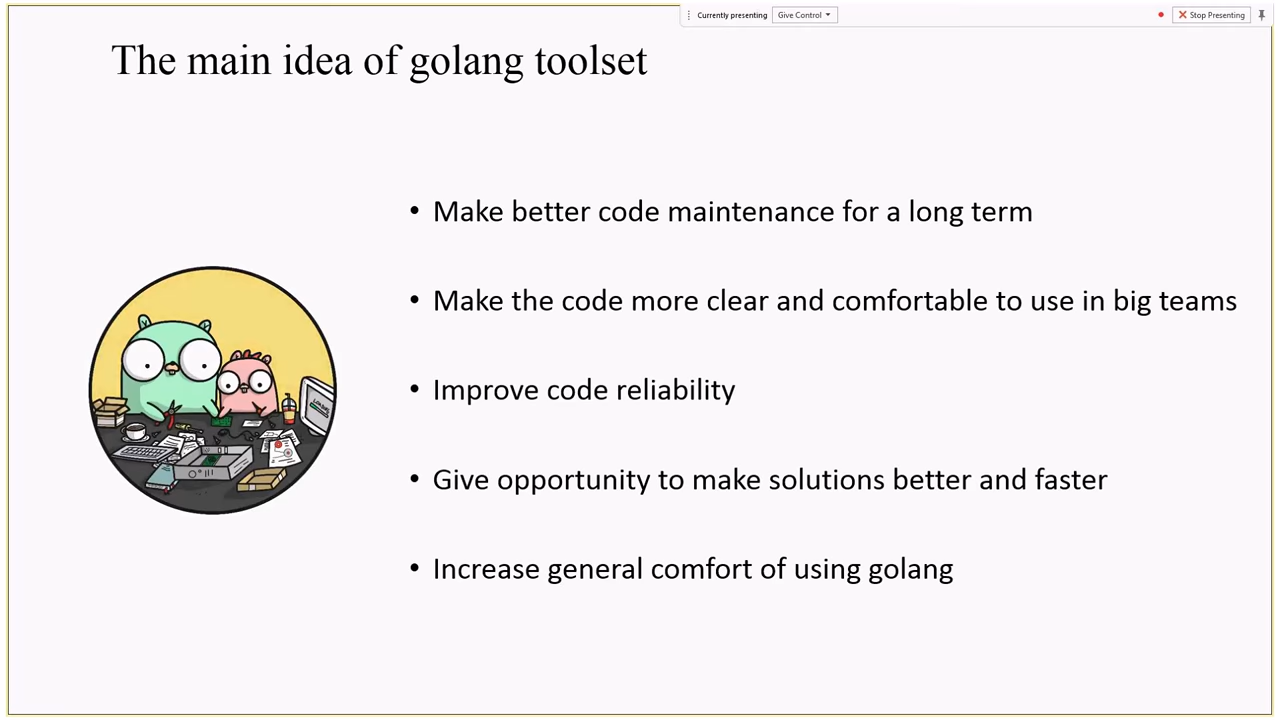 Currently presenting Give Control Stop Presenting
The main idea of golang toolset
• Make better code maintenance for a long term
• Make the code more clear and comfortable to use in big teams
• Improve code reliability
• Give opportunity to make solutions better and faster
• Increase general comfort of using golang